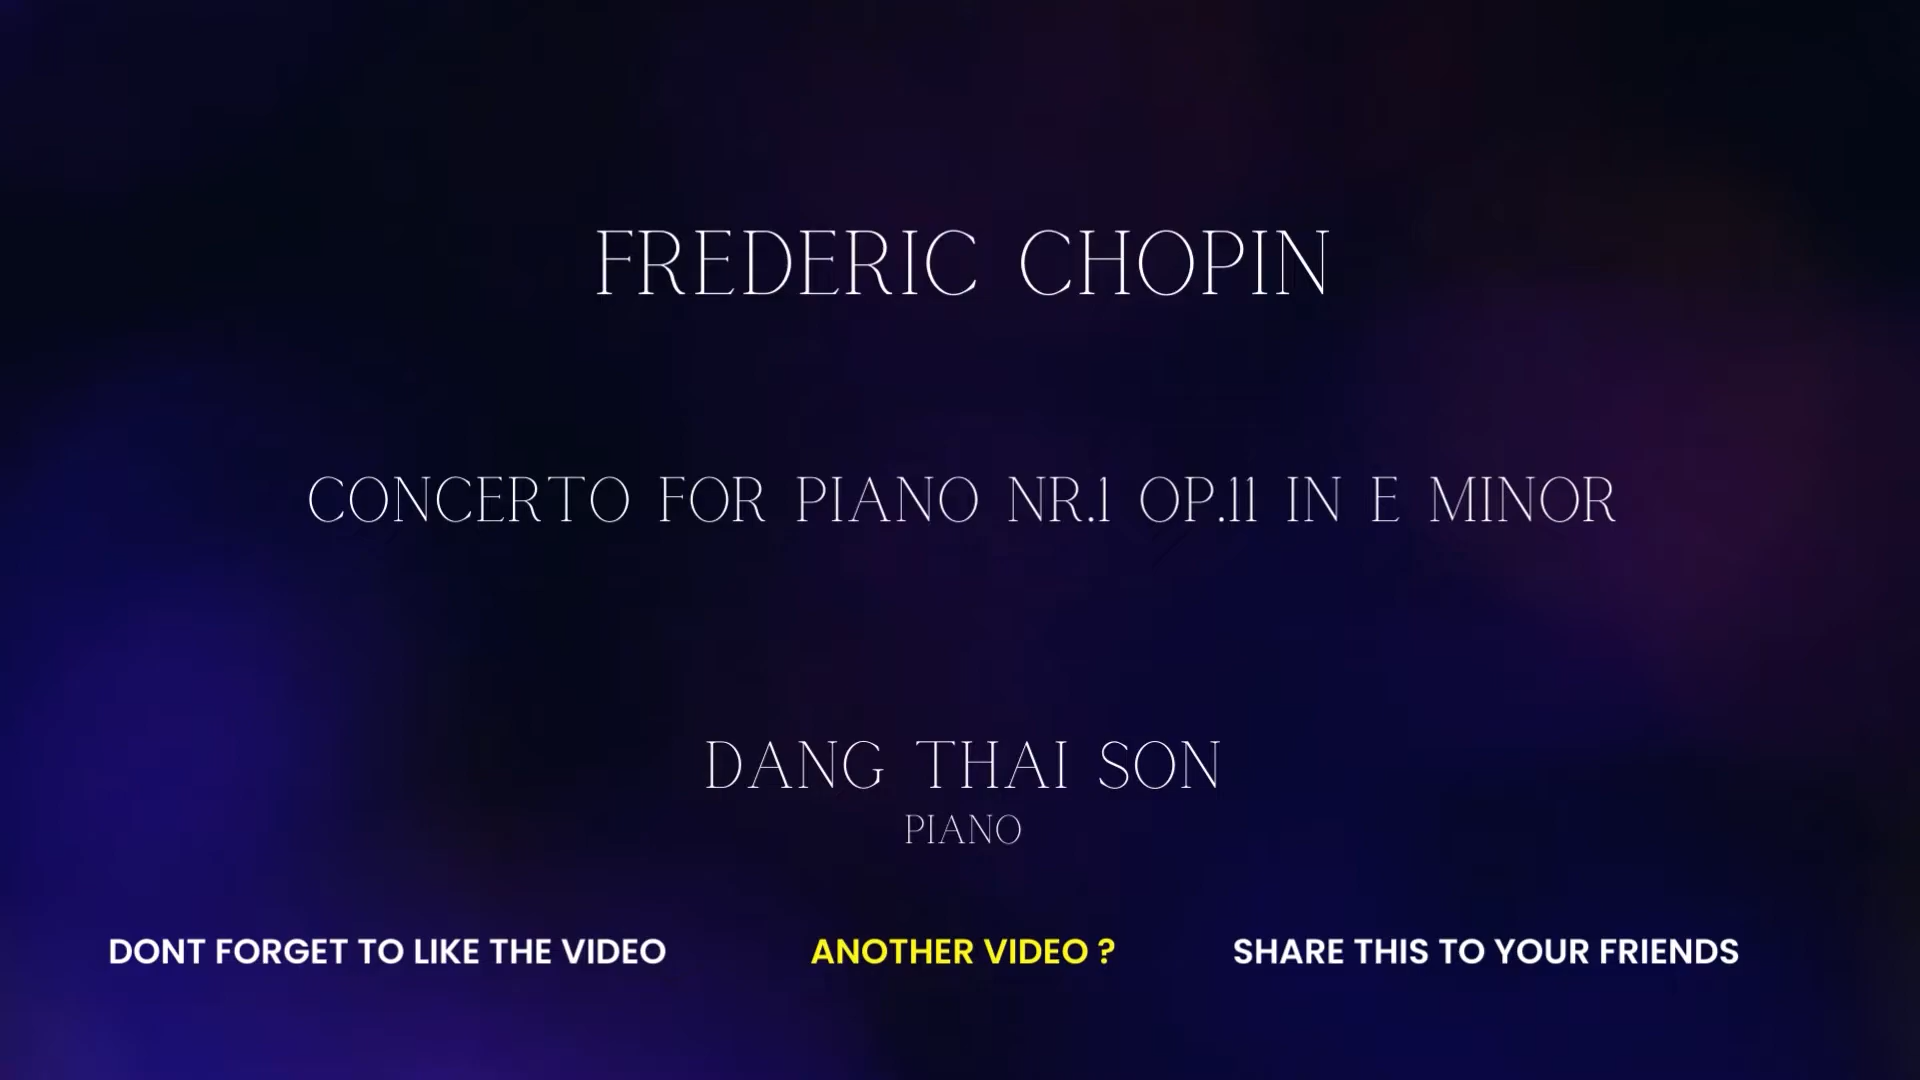 FREDERIC CHOPIN
CONCERTO FOR PIANO NR.1 OP.11 IN E MINOR
DANG THAI SON
PIANO
DONT FORGET TO LIKE THE VIDEO
ANOTHER VIDEO ?
SHARE THIS TO YOUR FRIENDS